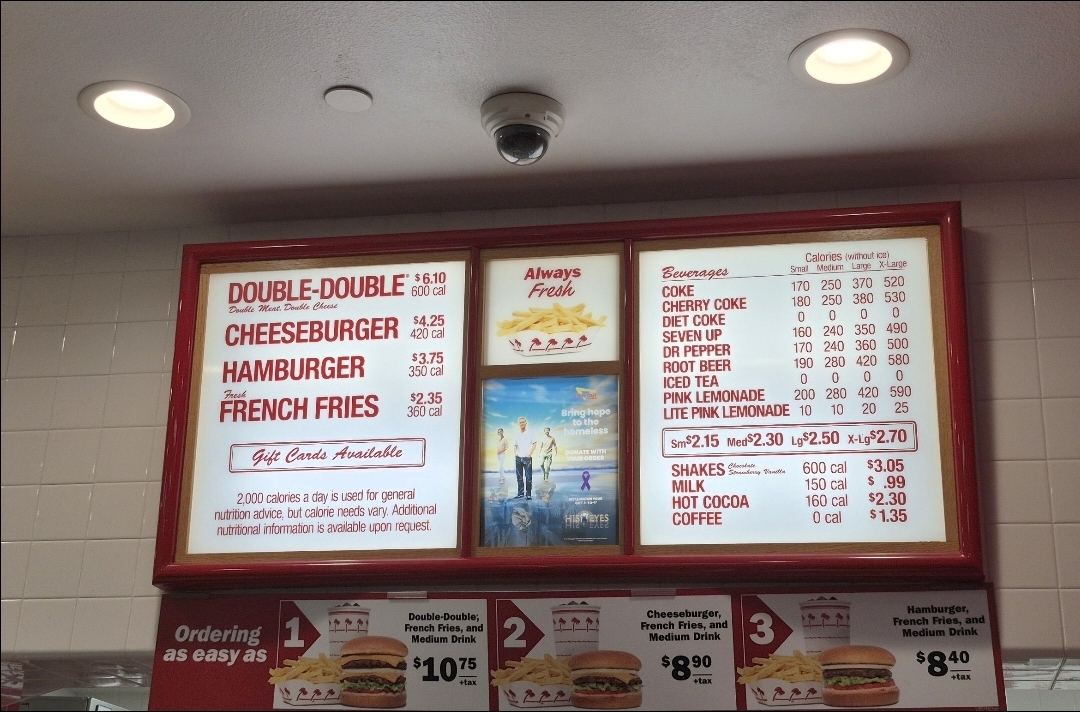 DOUBLE-DOUBLE® $6.10
Double Meat, Double Cheese 600 cal
CHEESEBURGER $4.25
420 cal
HAMBURGER $3.75
350 cal
Fresh
FRENCH FRIES $2.35
360 cal
Gift Cards Available
2,000 calories a day is used for general
nutrition advice, but calorie needs vary. Additional
nutritional information is available upon request.
Always
Fresh
Bring hope
to the
homeless
DONATE WITH
YOUR ORDER
Beverages
Calories (without ice)
Small Medium Large X-Large
COKE 170 250 370 520
CHERRY COKE 180 250 380 530
DIET COKE 0 0 0 0
SEVEN UP 160 240 350 490
DR PEPPER 170 240 360 500
ROOT BEER 190 280 420 580
ICED TEA 0 0 0 0
PINK LEMONADE 200 280 420 590
LITE PINK LEMONADE 10 10 20 25
Sm$2.15 Med$2.30 Lg$2.50 X-Lg$2.70
SHAKES Chocolate Strawberry Vanilla 600 cal $3.05
MILK 150 cal $ .99
HOT COCOA 160 cal $2.30
COFFEE 0 cal $1.35
Ordering
as easy as
1
Double-Double,
French Fries, and
Medium Drink
$10.75
+tax
2
Cheeseburger,
French Fries, and
Medium Drink
$8.90
+tax
3
Hamburger,
French Fries, and
Medium Drink
$8.40
+tax